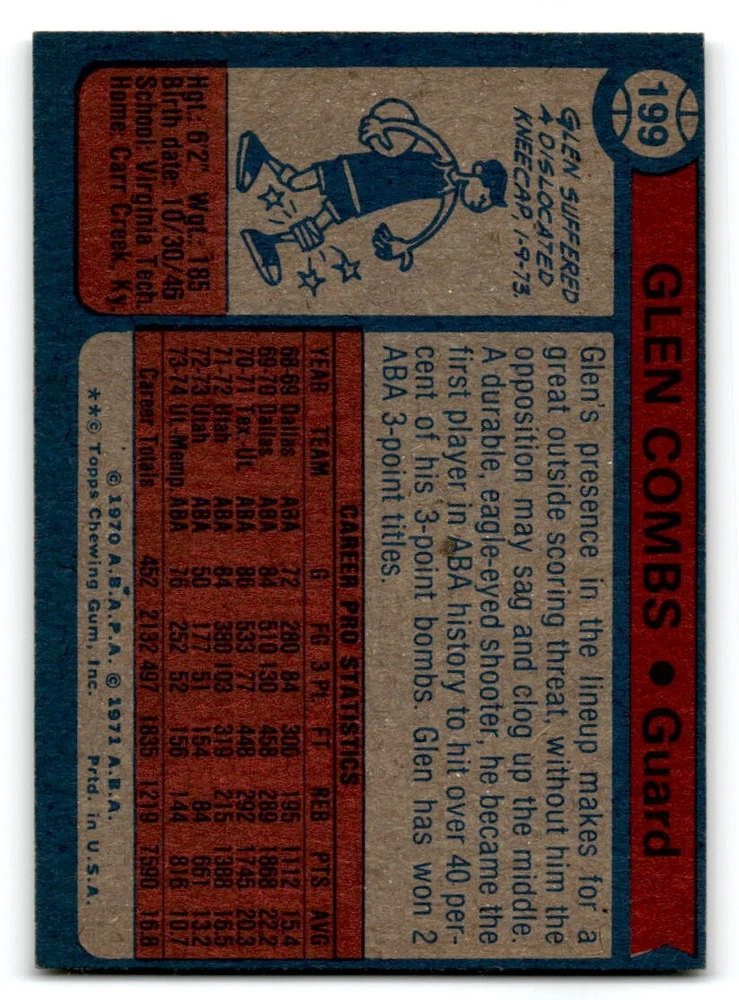 199
GLEN COMBS • Guard
GLEN SUFFERED
A DISLOCATED
KNEECAP, 1-9-73.
Hgt: 6'2" Wgt: 185
Birth date: 10/30/46
School: Virginia Tech.
Home: Carr Creek, Ky.
Glen's presence in the lineup makes for a
great outside scoring threat, without him the
opposition may sag and clog up the middle.
A durable, eagle-eyed shooter, he became the
first player in ABA history to hit over 40 per-
cent of his 3-point bombs. Glen has won 2
ABA 3-point titles.
CAREER PRO STATISTICS
YEAR TEAM G FG 3 Pt. FT REB PTS AVG
68-69 Dallas ABA 72 280 84 306 195 1112 15.4
69-70 Dallas ABA 84 510 130 458 289 1868 22.2
70-71 Tex-Ut. ABA 86 533 77 448 292 1745 20.3
71-72 Utah ABA 84 380 103 319 215 1388 16.5
72-73 Utah ABA 50 177 51 154 84 661 13.2
73-74 Ut. Memp ABA 76 252 52 156 144 816 10.7
Career Totals 452 2132 497 1835 1219 7590 16.8
© 1970 A.B.A.P.A. © 1971 A.B.A.
**© Topps Chewing Gum, Inc. Prtd. in U.S.A.